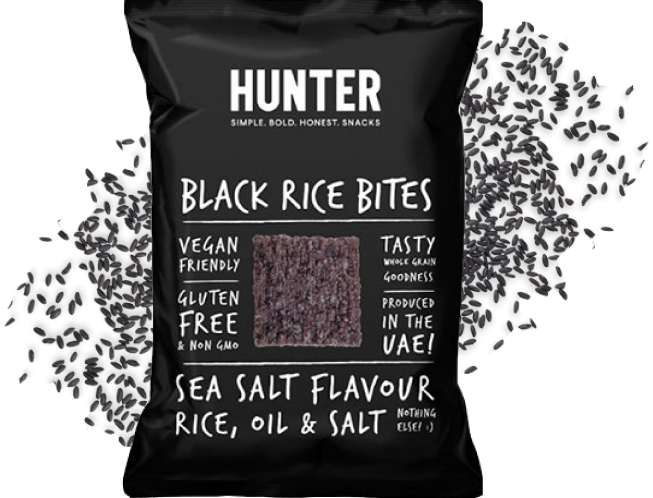 HUNTER
SIMPLE. BOLD. HONEST. SNACKS
BLACK RICE BITES
VEGAN
FRIENDLY
GLUTEN
FREE
& NON GMO
TASTY
WHOLE GRAIN
GOODNESS
PRODUCED
IN THE
UAE!
SEA SALT FLAVOUR
RICE, OIL & SALT
NOTHING
ELSE! :)